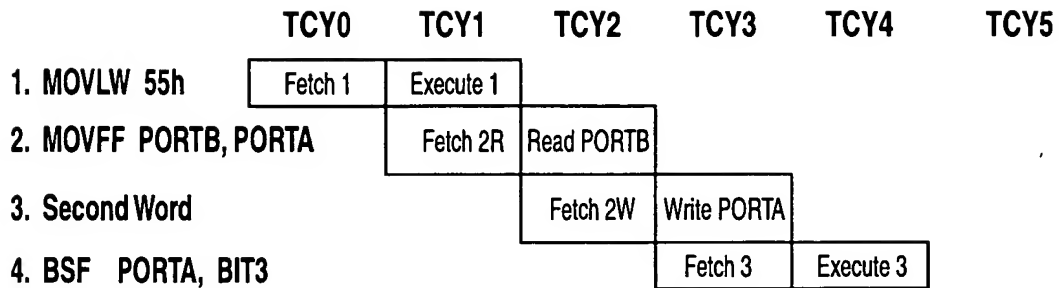 TCY0 TCY1 TCY2 TCY3 TCY4 TCY5
1. MOVLW 55h Fetch 1 Execute 1
2. MOVFF PORTB, PORTA Fetch 2R Read PORTB
3. Second Word Fetch 2W Write PORTA
4. BSF PORTA, BIT3 Fetch 3 Execute 3